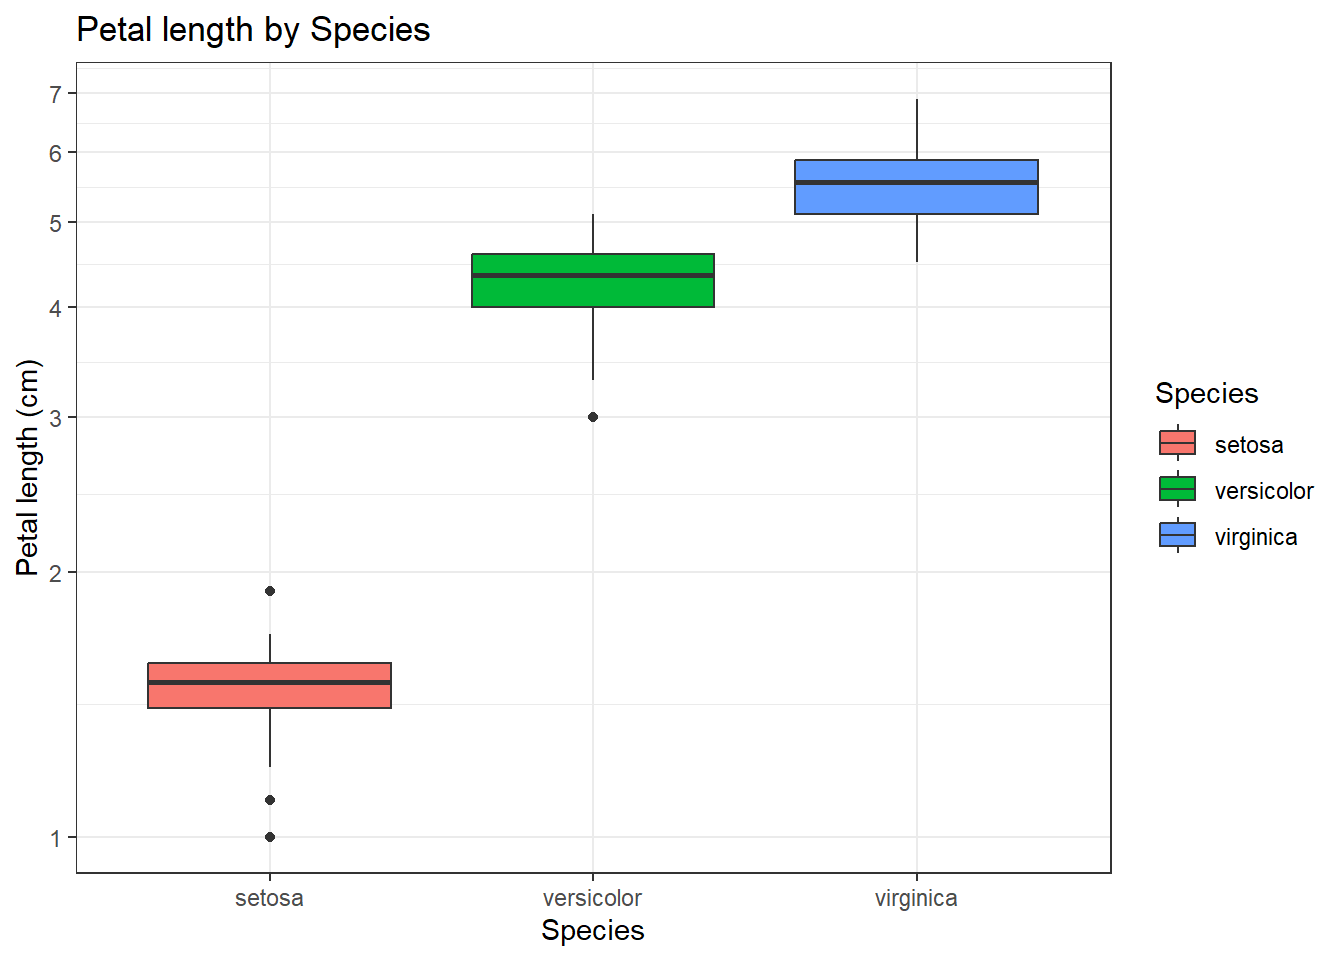 Petal length by Species
Petal length (cm)
7
6
5
4
3
2
1
setosa
versicolor
virginica
Species
Species
setosa
versicolor
virginica